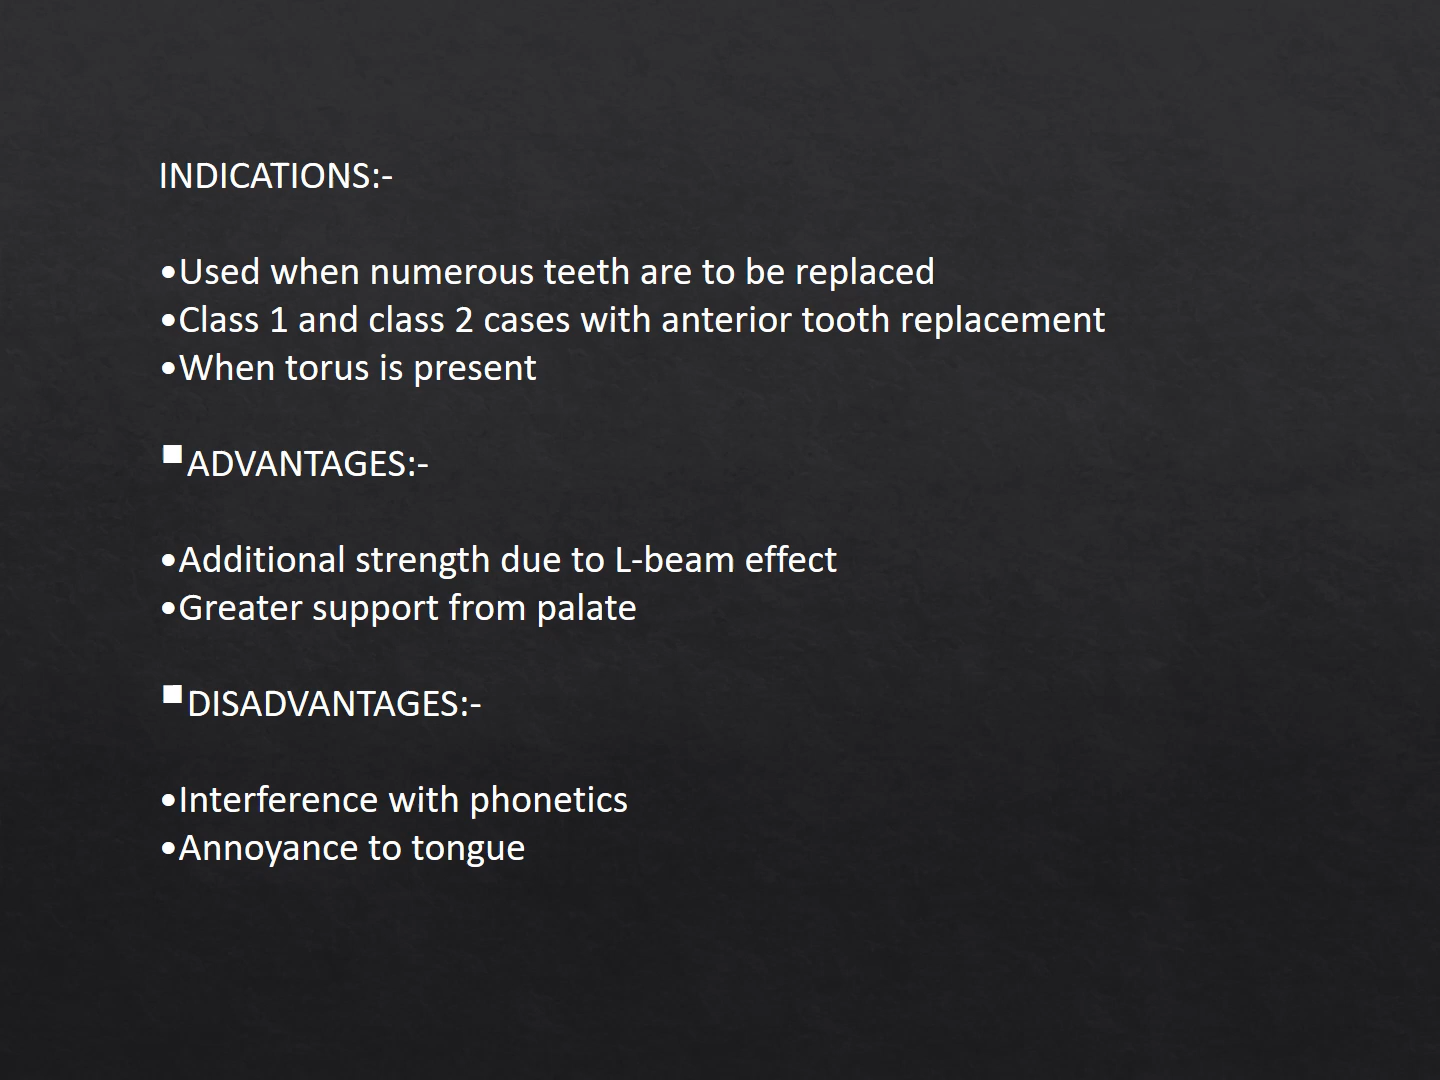 INDICATIONS:-
•Used when numerous teeth are to be replaced
•Class 1 and class 2 cases with anterior tooth replacement
•When torus is present
▪ADVANTAGES:-
•Additional strength due to L-beam effect
•Greater support from palate
▪DISADVANTAGES:-
•Interference with phonetics
•Annoyance to tongue